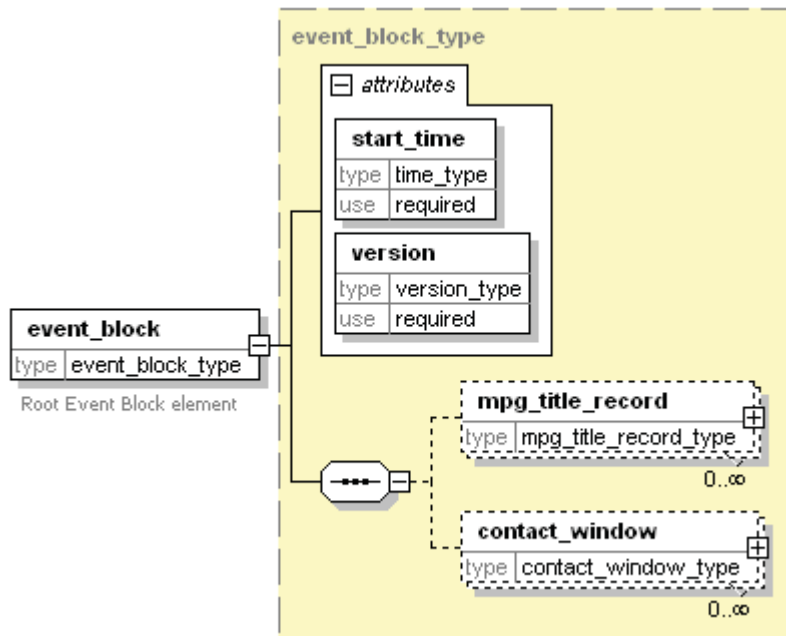 event_block_type
attributes
start_time
type time_type
use required
version
type version_type
use required
event_block
type event_block_type
Root Event Block element
mpg_title_record
type mpg_title_record_type
0..∞
contact_window
type contact_window_type
0..∞